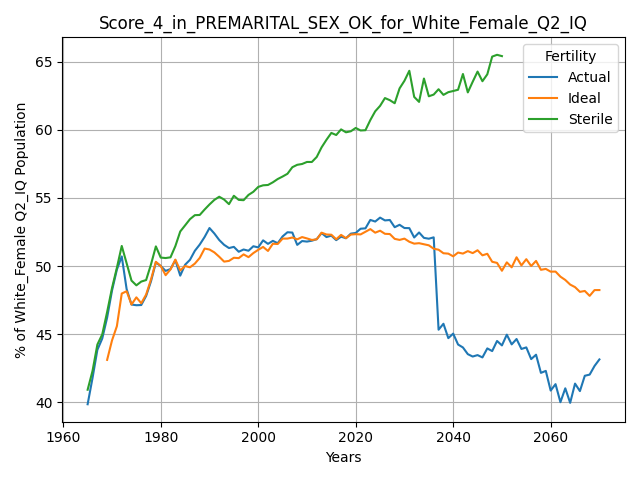 Score_4_in_PREMARITAL_SEX_OK_for_White_Female_Q2_IQ
% of White_Female Q2_IQ Population
65
60
55
50
45
40
Fertility
Actual
Ideal
Sterile
1960 1980 2000 2020 2040 2060
Years